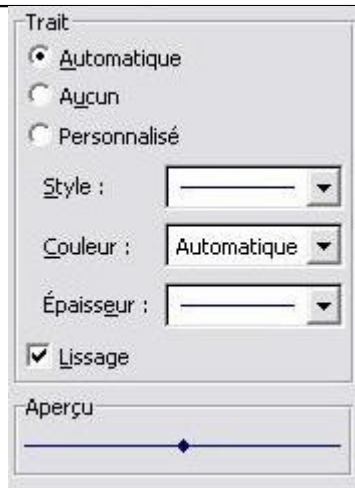 Trait
Automatique
Aucun
Personnalisé
Style :
Couleur : Automatique
Épaisseur :
Lissage
Aperçu